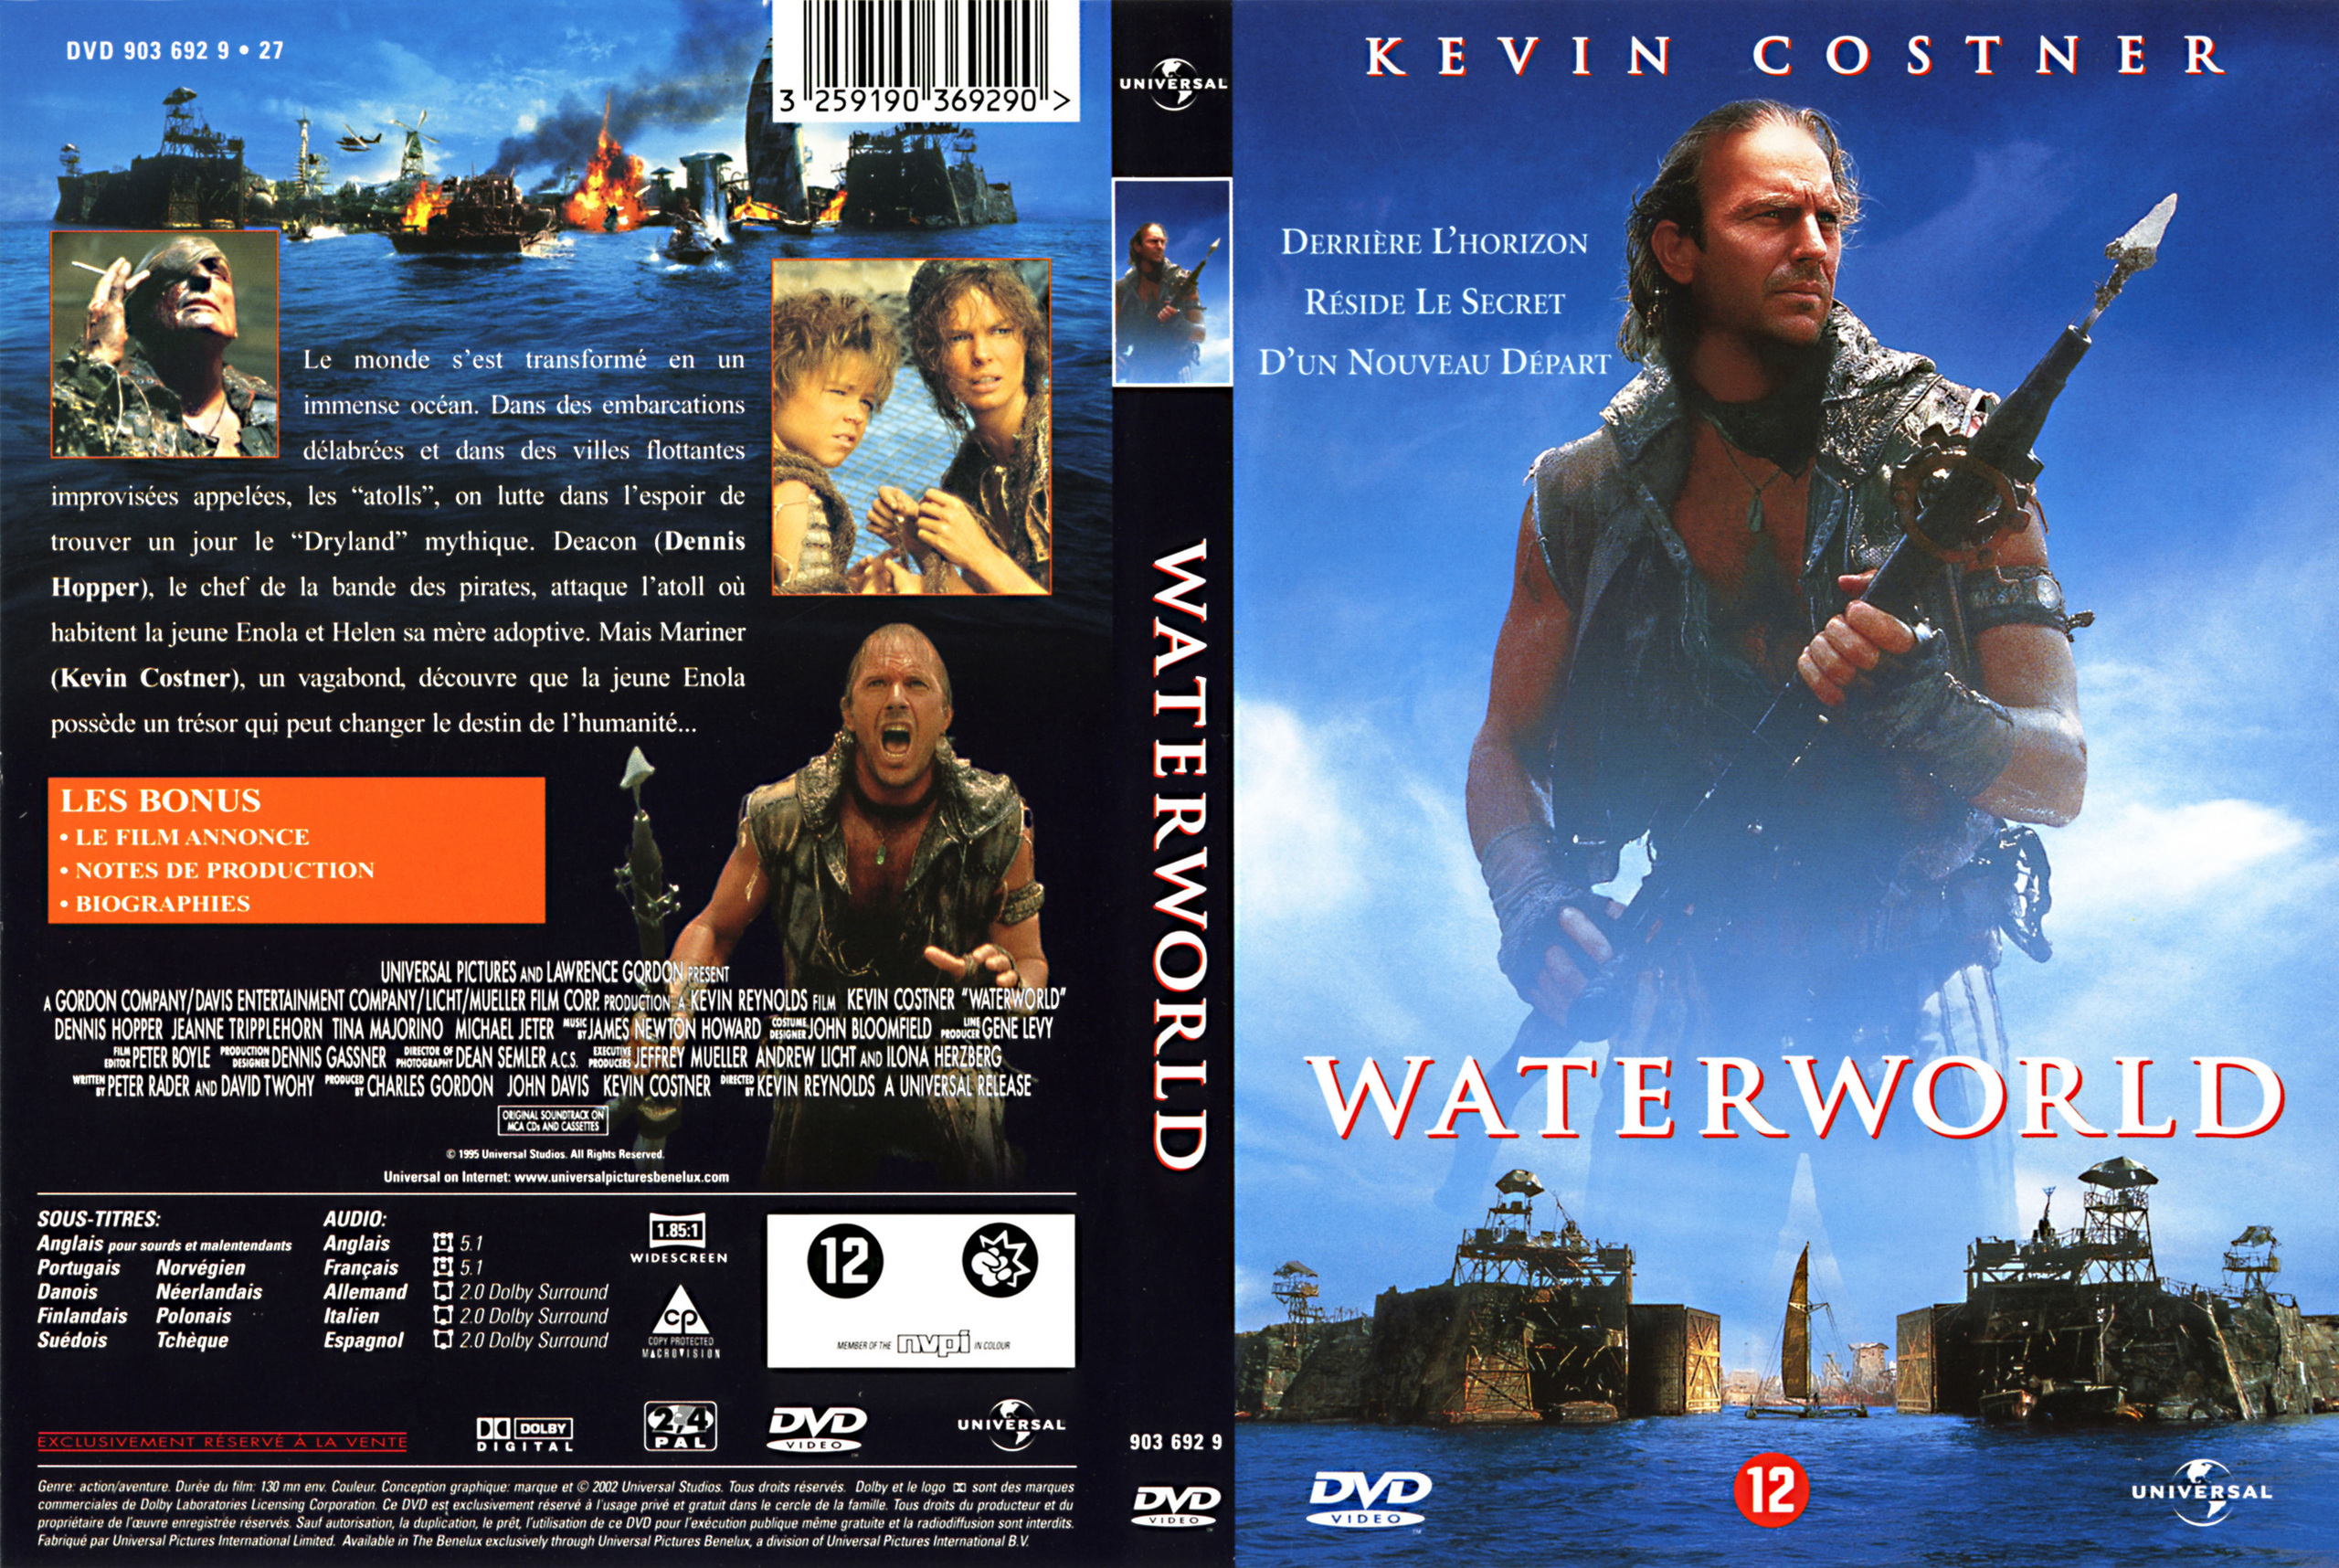 DVD 903 692 9 • 27
3 259190 369290 >
Le monde s'est transformé en un
immense océan. Dans des embarcations
délabrées et dans des villes flottantes
improvisées appelées, les “atolls”, on lutte dans l'espoir de
trouver un jour le “Dryland” mythique. Deacon (Dennis
Hopper), le chef de la bande des pirates, attaque l'atoll où
habitent la jeune Enola et Helen sa mère adoptive. Mais Mariner
(Kevin Costner), un vagabond, découvre que la jeune Enola
possède un trésor qui peut changer le destin de l'humanité...
LES BONUS
• LE FILM ANNONCE
• NOTES DE PRODUCTION
• BIOGRAPHIES
UNIVERSAL PICTURES AND LAWRENCE GORDON PRESENT
A GORDON COMPANY/DAVIS ENTERTAINMENT COMPANY/LICHT/MUELLER FILM CORP. PRODUCTION A KEVIN REYNOLDS FILM KEVIN COSTNER “WATERWORLD”
DENNIS HOPPER JEANNE TRIPPLEHORN TINA MAJORINO MICHAEL JETER MUSIC BY JAMES NEWTON HOWARD COSTUME DESIGNER JOHN BLOOMFIELD LINE PRODUCER GENE LEVY
FILM EDITOR PETER BOYLE PRODUCTION DESIGNER DENNIS GASSNER DIRECTOR OF PHOTOGRAPHY DEAN SEMLER A.C.S. EXECUTIVE PRODUCERS JEFFREY MUELLER ANDREW LICHT AND ILONA HERZBERG
WRITTEN BY PETER RADER AND DAVID TWOHY PRODUCED BY CHARLES GORDON JOHN DAVIS KEVIN COSTNER DIRECTED BY KEVIN REYNOLDS A UNIVERSAL RELEASE
ORIGINAL SOUNDTRACK ON
MCA CDs AND CASSETTES
© 1995 Universal Studios. All Rights Reserved.
Universal on Internet: www.universalpicturesbenelux.com
SOUS-TITRES:
Anglais pour sourds et malentendants
Portugais Norvégien
Danois Néerlandais
Finlandais Polonais
Suédois Tchèque
AUDIO:
Anglais 5.1
Français 5.1
Allemand 2.0 Dolby Surround
Italien 2.0 Dolby Surround
Espagnol 2.0 Dolby Surround
1.85:1
WIDESCREEN
CP
COPY PROTECTED
MACROVISION
12
MEMBER OF THE nvpi IN COLOUR
EXCLUSIVEMENT RÉSERVÉ À LA VENTE
DOLBY
DIGITAL
2,4
PAL
DVD
VIDEO
UNIVERSAL
Genre: action/aventure. Durée du film: 130 mn env. Couleur. Conception graphique: marque et © 2002 Universal Studios. Tous droits réservés. Dolby et le logo sont des marques
commerciales de Dolby Laboratories Licensing Corporation. Ce DVD est exclusivement réservé à l'usage privé et gratuit dans le cercle de la famille. Tous droits du producteur et du
propriétaire de l'œuvre enregistrée réservés. Sauf autorisation, la duplication, le prêt, l'utilisation de ce DVD pour l'exécution publique même gratuite et la radiodiffusion sont interdits.
Fabriqué par Universal Pictures International Limited. Available in The Benelux exclusively through Universal Pictures Benelux, a division of Universal Pictures International B.V.
UNIVERSAL
WATERWORLD
903 692 9
DVD
VIDEO
KEVIN COSTNER
DERRIÈRE L'HORIZON
RÉSIDE LE SECRET
D'UN NOUVEAU DÉPART
WATERWORLD
DVD
VIDEO
12
UNIVERSAL